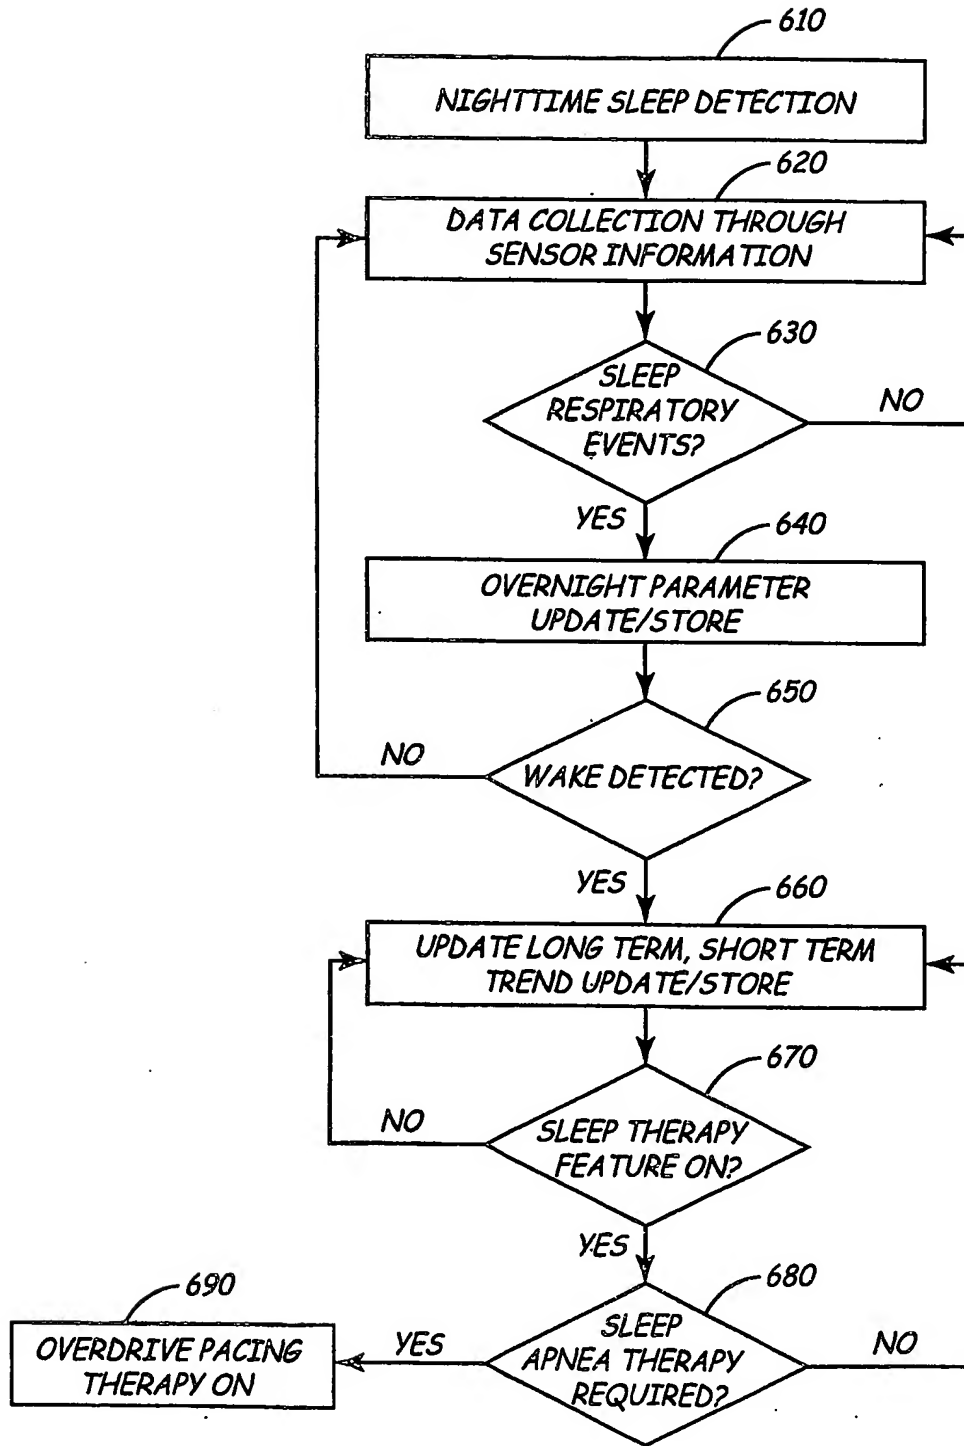 610
NIGHTTIME SLEEP DETECTION
620
DATA COLLECTION THROUGH
SENSOR INFORMATION
630
SLEEP
RESPIRATORY
EVENTS?
NO
YES
640
OVERNIGHT PARAMETER
UPDATE/STORE
650
NO
WAKE DETECTED?
YES
660
UPDATE LONG TERM, SHORT TERM
TREND UPDATE/STORE
670
NO
SLEEP THERAPY
FEATURE ON?
YES
680
690
SLEEP
APNEA THERAPY
REQUIRED?
YES
NO
OVERDRIVE PACING
THERAPY ON